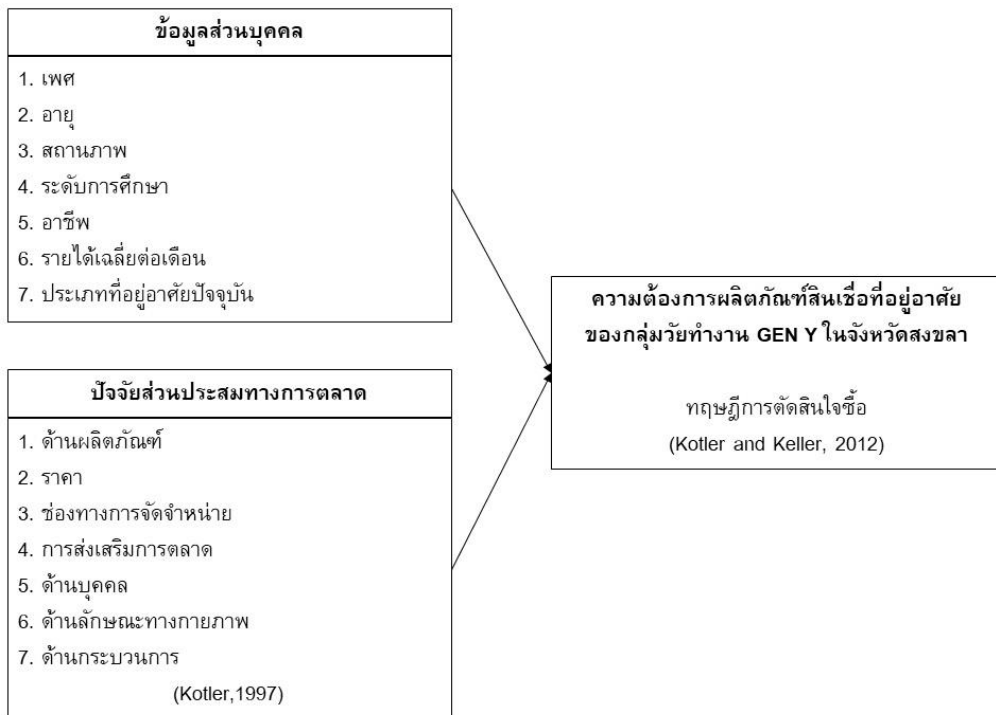 ข้อมูลส่วนบุคคล
1. เพศ
2. อายุ
3. สถานภาพ
4. ระดับการศึกษา
5. อาชีพ
6. รายได้เฉลี่ยต่อเดือน
7. ประเภทที่อยู่อาศัยปัจจุบัน
ปัจจัยส่วนประสมทางการตลาด
1. ด้านผลิตภัณฑ์
2. ราคา
3. ช่องทางการจัดจำหน่าย
4. การส่งเสริมการตลาด
5. ด้านบุคคล
6. ด้านลักษณะทางกายภาพ
7. ด้านกระบวนการ
(Kotler,1997)
ความต้องการผลิตภัณฑ์สินเชื่อที่อยู่อาศัย
ของกลุ่มวัยทำงาน GEN Y ในจังหวัดสงขลา
ทฤษฎีการตัดสินใจซื้อ
(Kotler and Keller, 2012)